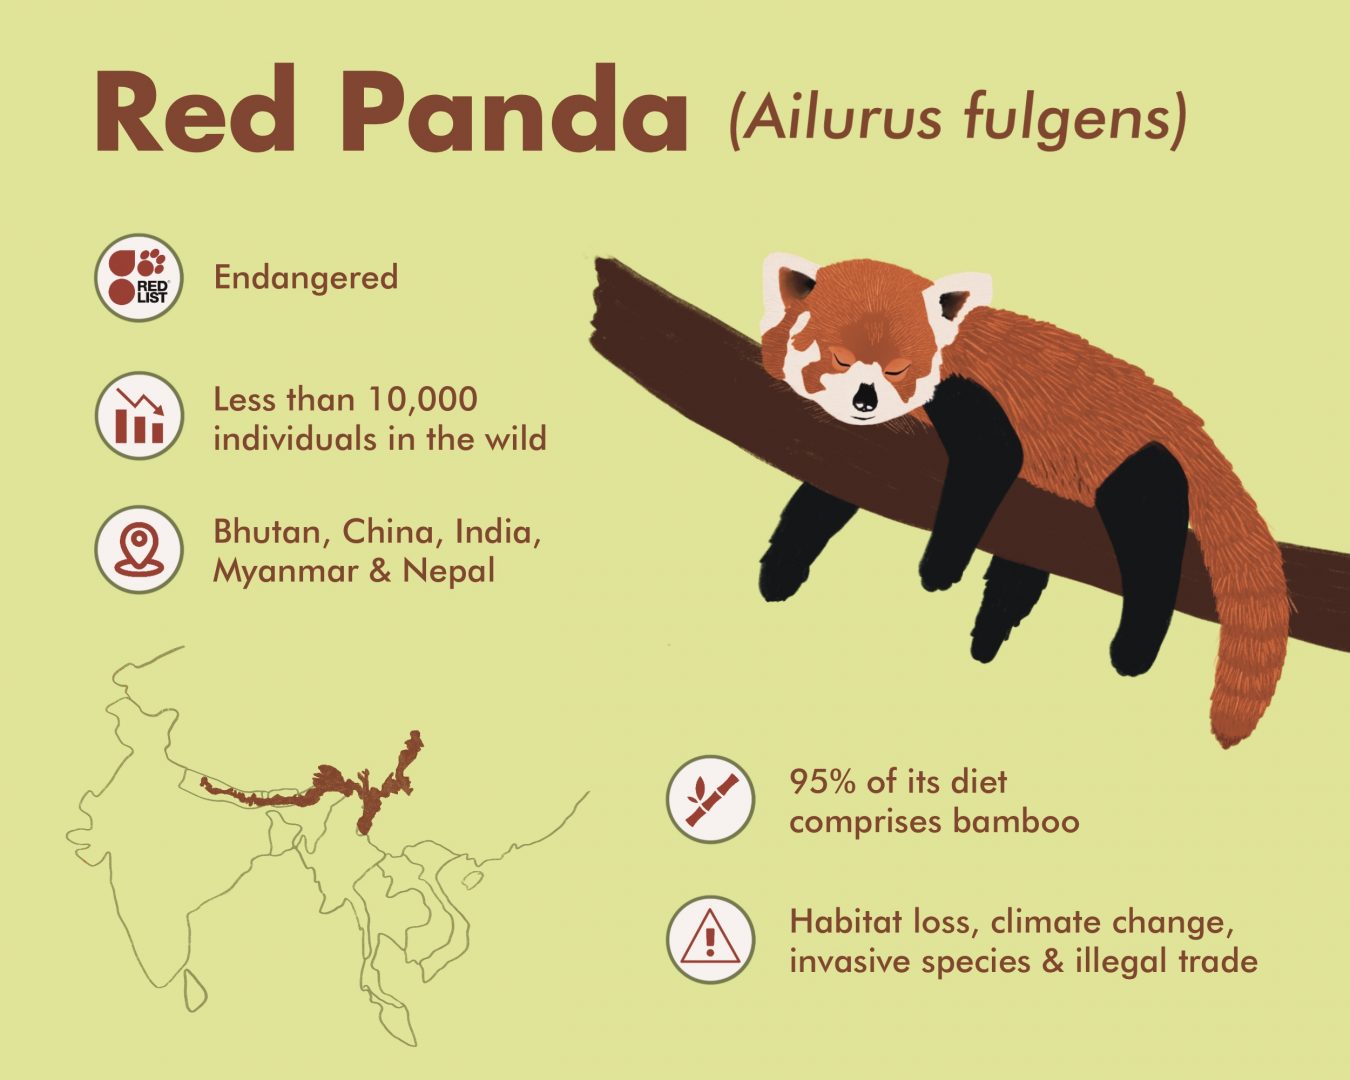 Red Panda (Ailurus fulgens)
RED
LIST
Endangered
Less than 10,000
individuals in the wild
Bhutan, China, India,
Myanmar & Nepal
95% of its diet
comprises bamboo
Habitat loss, climate change,
invasive species & illegal trade